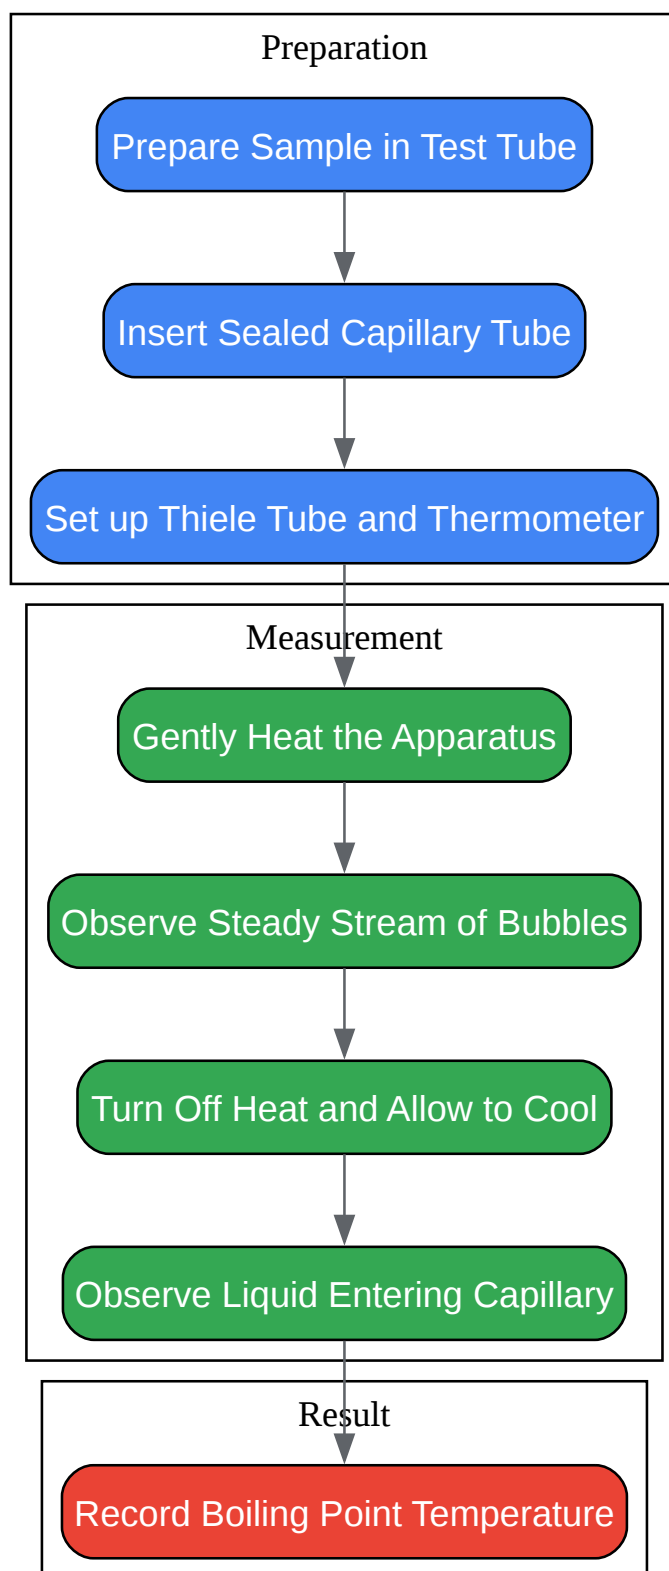 Preparation
Prepare Sample in Test Tube
Insert Sealed Capillary Tube
Set up Thiele Tube and Thermometer
Measurement
Gently Heat the Apparatus
Observe Steady Stream of Bubbles
Turn Off Heat and Allow to Cool
Observe Liquid Entering Capillary
Result
Record Boiling Point Temperature